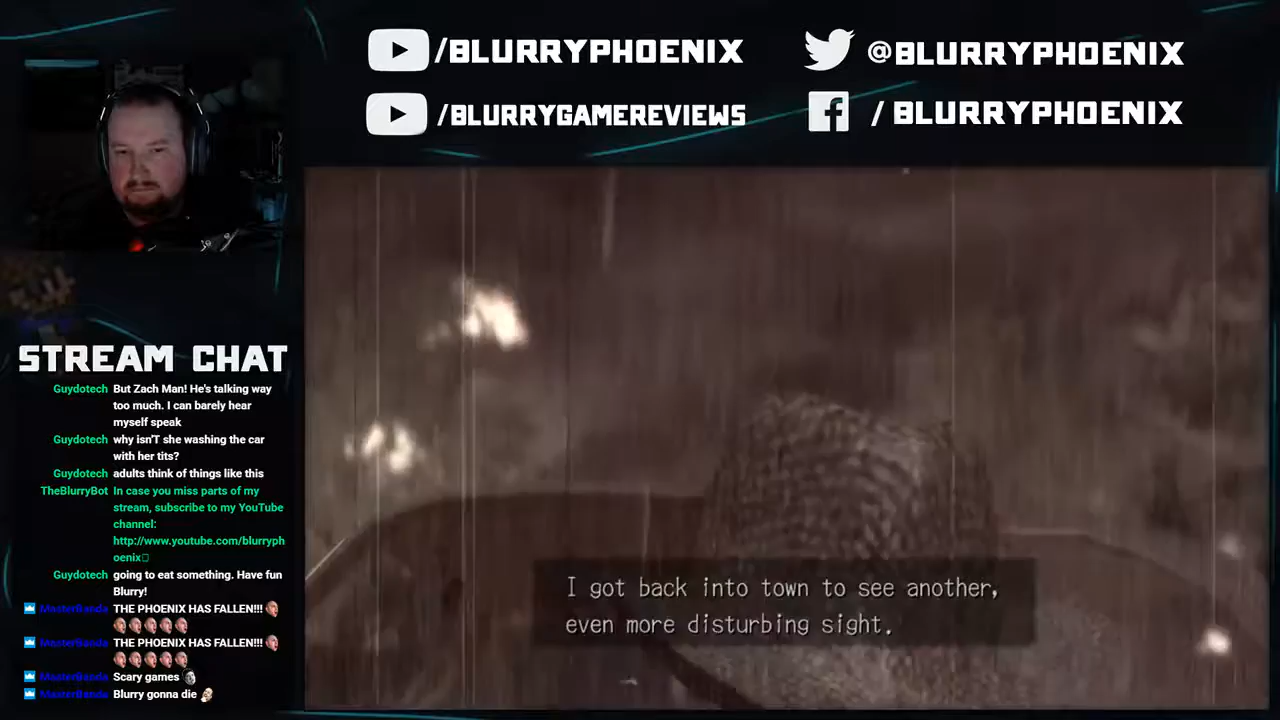 /BLURRYPHOENIX
@BLURRYPHOENIX
/BLURRYGAMEREVIEWS
/ BLURRYPHOENIX
STREAM CHAT
Guydotech But Zach Man! He's talking way
too much. I can barely hear
myself speak
Guydotech why isn'T she washing the car
with her tits?
Guydotech adults think of things like this
TheBlurryBot In case you miss parts of my
stream, subscribe to my YouTube
channel:
http://www.youtube.com/blurryph
oenix
Guydotech going to eat something. Have fun
Blurry!
MasterBanda THE PHOENIX HAS FALLEN!!!
MasterBanda THE PHOENIX HAS FALLEN!!!
MasterBanda Scary games
MasterBanda Blurry gonna die
I got back into town to see another,
even more disturbing sight.